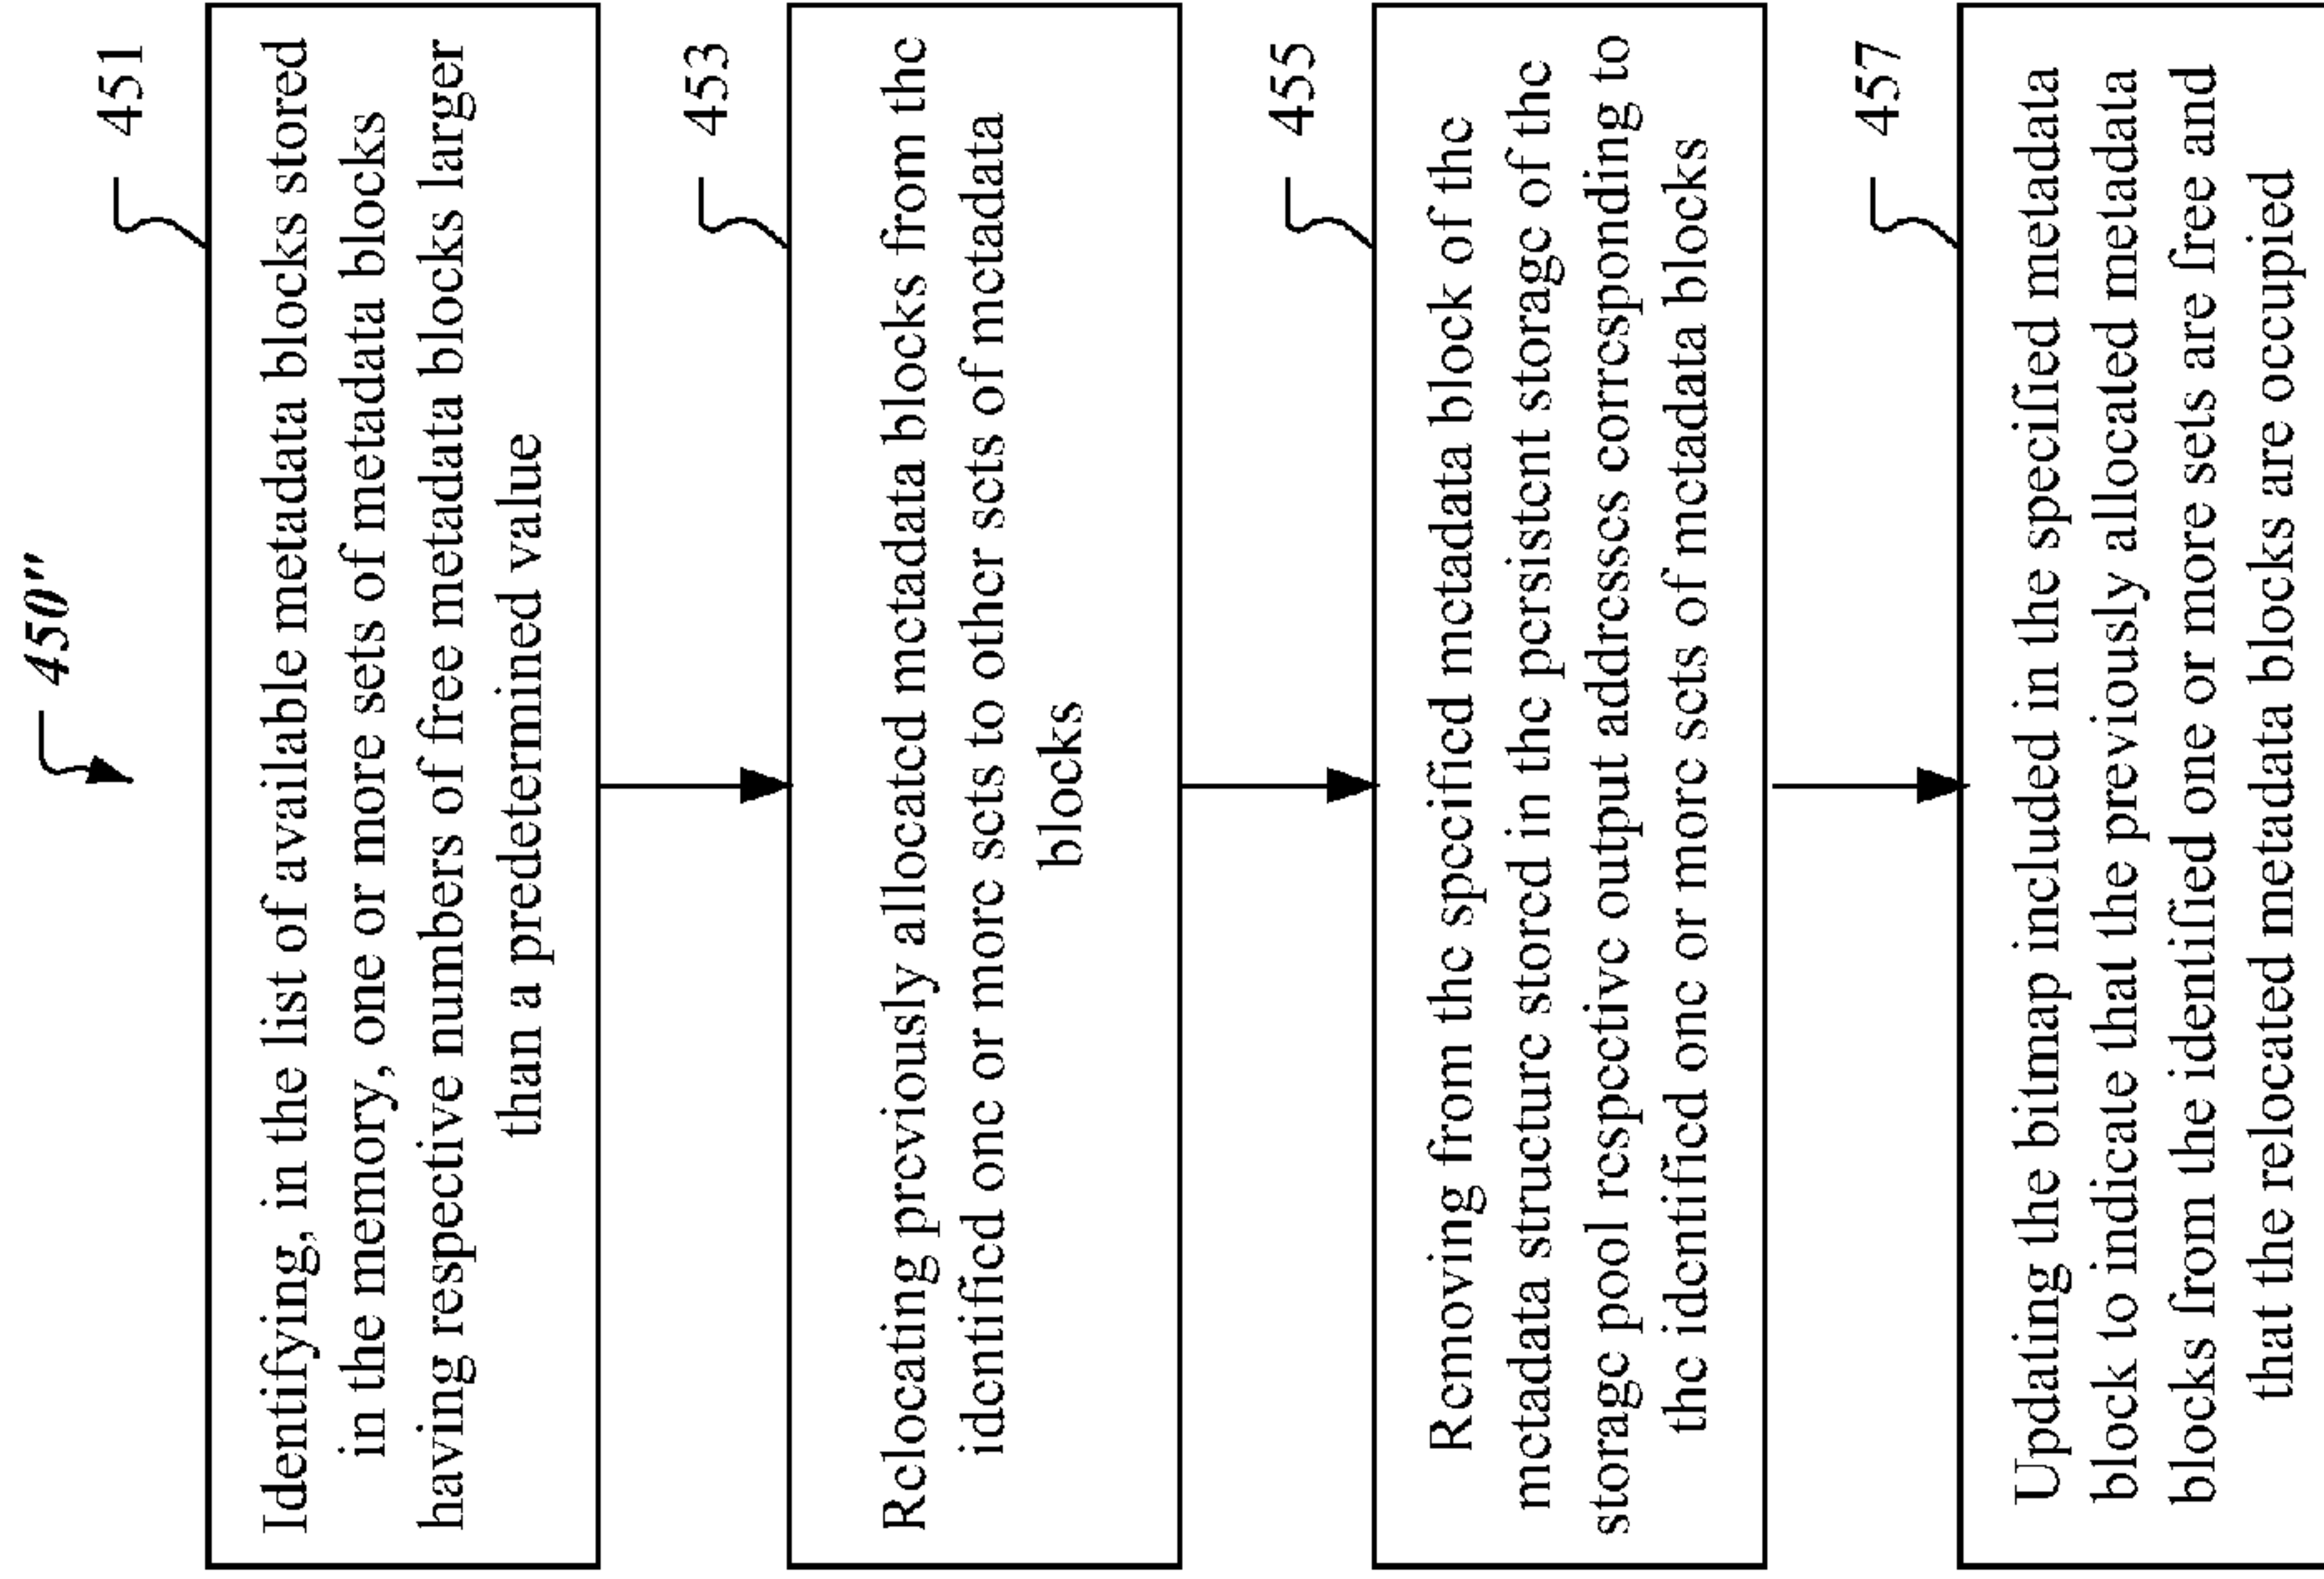 450″
451
Identifying, in the list of available metadata blocks stored
in the memory, one or more sets of metadata blocks
having respective numbers of free metadata blocks larger
than a predetermined value
453
Relocating previously allocated metadata blocks from the
identified one or more sets to other sets of metadata
blocks
455
Removing from the specified metadata block of the
metadata structure stored in the persistent storage of the
storage pool respective output addresses corresponding to
the identified one or more sets of metadata blocks
457
Updating the bitmap included in the specified metadata
block to indicate that the previously allocated metadata
blocks from the identified one or more sets are free and
that the relocated metadata blocks are occupied